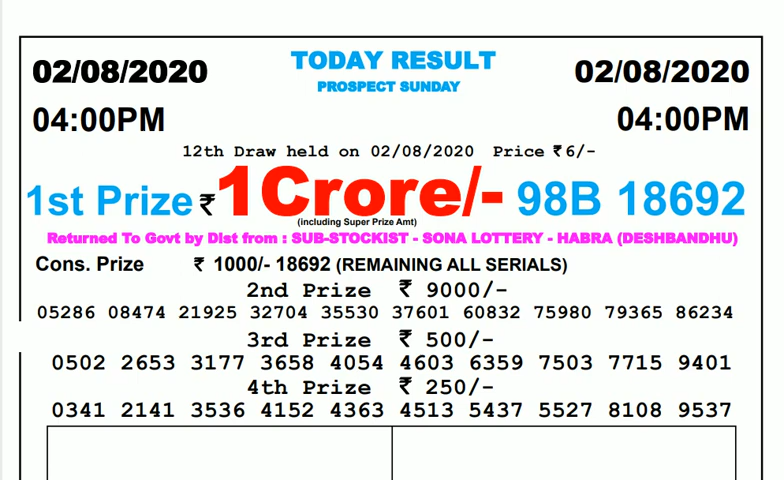 02/08/2020 TODAY RESULT 02/08/2020
PROSPECT SUNDAY
04:00PM 04:00PM
12th Draw held on 02/08/2020 Price ₹6/-
1st Prize ₹1Crore/- 98B 18692
(including Super Prize Amt)
Returned To Govt by Dist from : SUB-STOCKIST - SONA LOTTERY - HABRA (DESHBANDHU)
Cons. Prize ₹ 1000/- 18692 (REMAINING ALL SERIALS)
2nd Prize ₹ 9000/-
05286 08474 21925 32704 35530 37601 60832 75980 79365 86234
3rd Prize ₹ 500/-
0502 2653 3177 3658 4054 4603 6359 7503 7715 9401
4th Prize ₹ 250/-
0341 2141 3536 4152 4363 4513 5437 5527 8108 9537